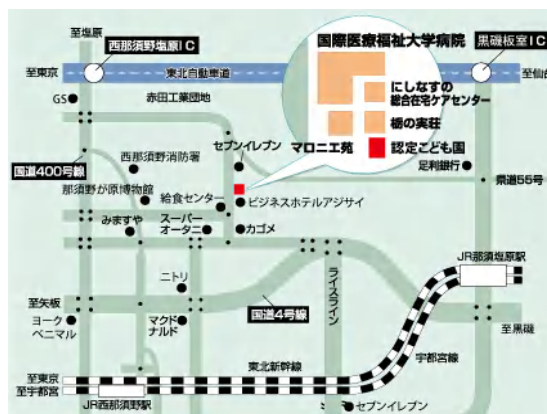 至塩原
西那須野塩原IC
国際医療福祉大学病院
黒磯板室IC
至東京
東北自動車道
至仙台
GS
赤田工業団地
にしなすの
総合在宅ケアセンター
栃の実荘
マロニエ苑
認定こども園
セブンイレブン
国道400号線
西那須野消防署
足利銀行
県道55号
那須野が原博物館
給食センター
ビジネスホテルアジサイ
みますや
スーパー
オータニ
カゴメ
JR那須塩原駅
ニトリ
ライスライン
至矢板
国道4号線
ヨーク
ベニマル
マクド
ナルド
至黒磯
宇都宮線
東北新幹線
至東京
至宇都宮
JR西那須野駅
セブンイレブン